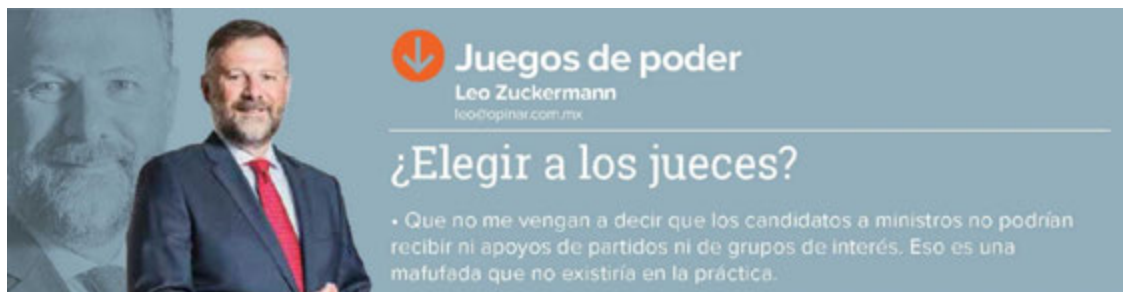 Juegos de poder
Leo Zuckermann
leo@opinar.com.mx
¿Elegir a los jueces?
• Que no me vengan a decir que los candidatos a ministros no podrían
recibir ni apoyos de partidos ni de grupos de interés. Eso es una
mafufada que no existiría en la práctica.